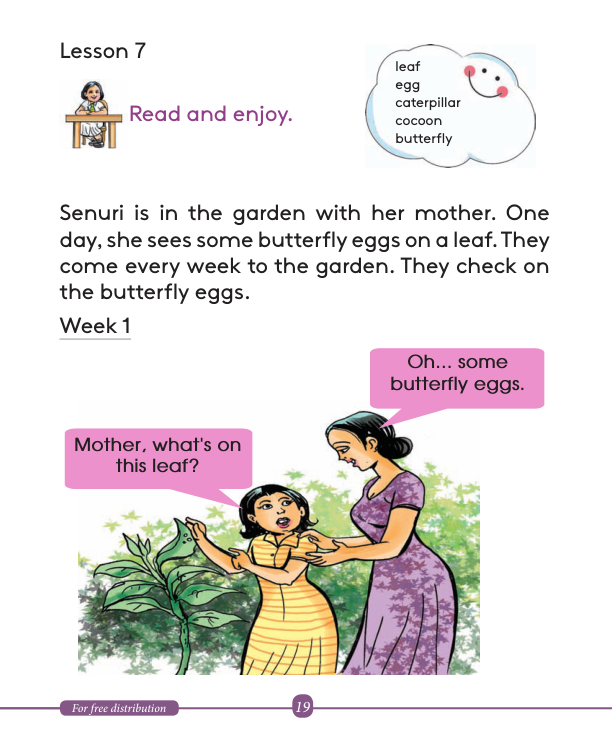 Lesson 7
leaf
egg
caterpillar
cocoon
butterfly
Read and enjoy.
Senuri is in the garden with her mother. One
day, she sees some butterfly eggs on a leaf. They
come every week to the garden. They check on
the butterfly eggs.
Week 1
Oh... some
butterfly eggs.
Mother, what's on
this leaf?
For free distribution
19